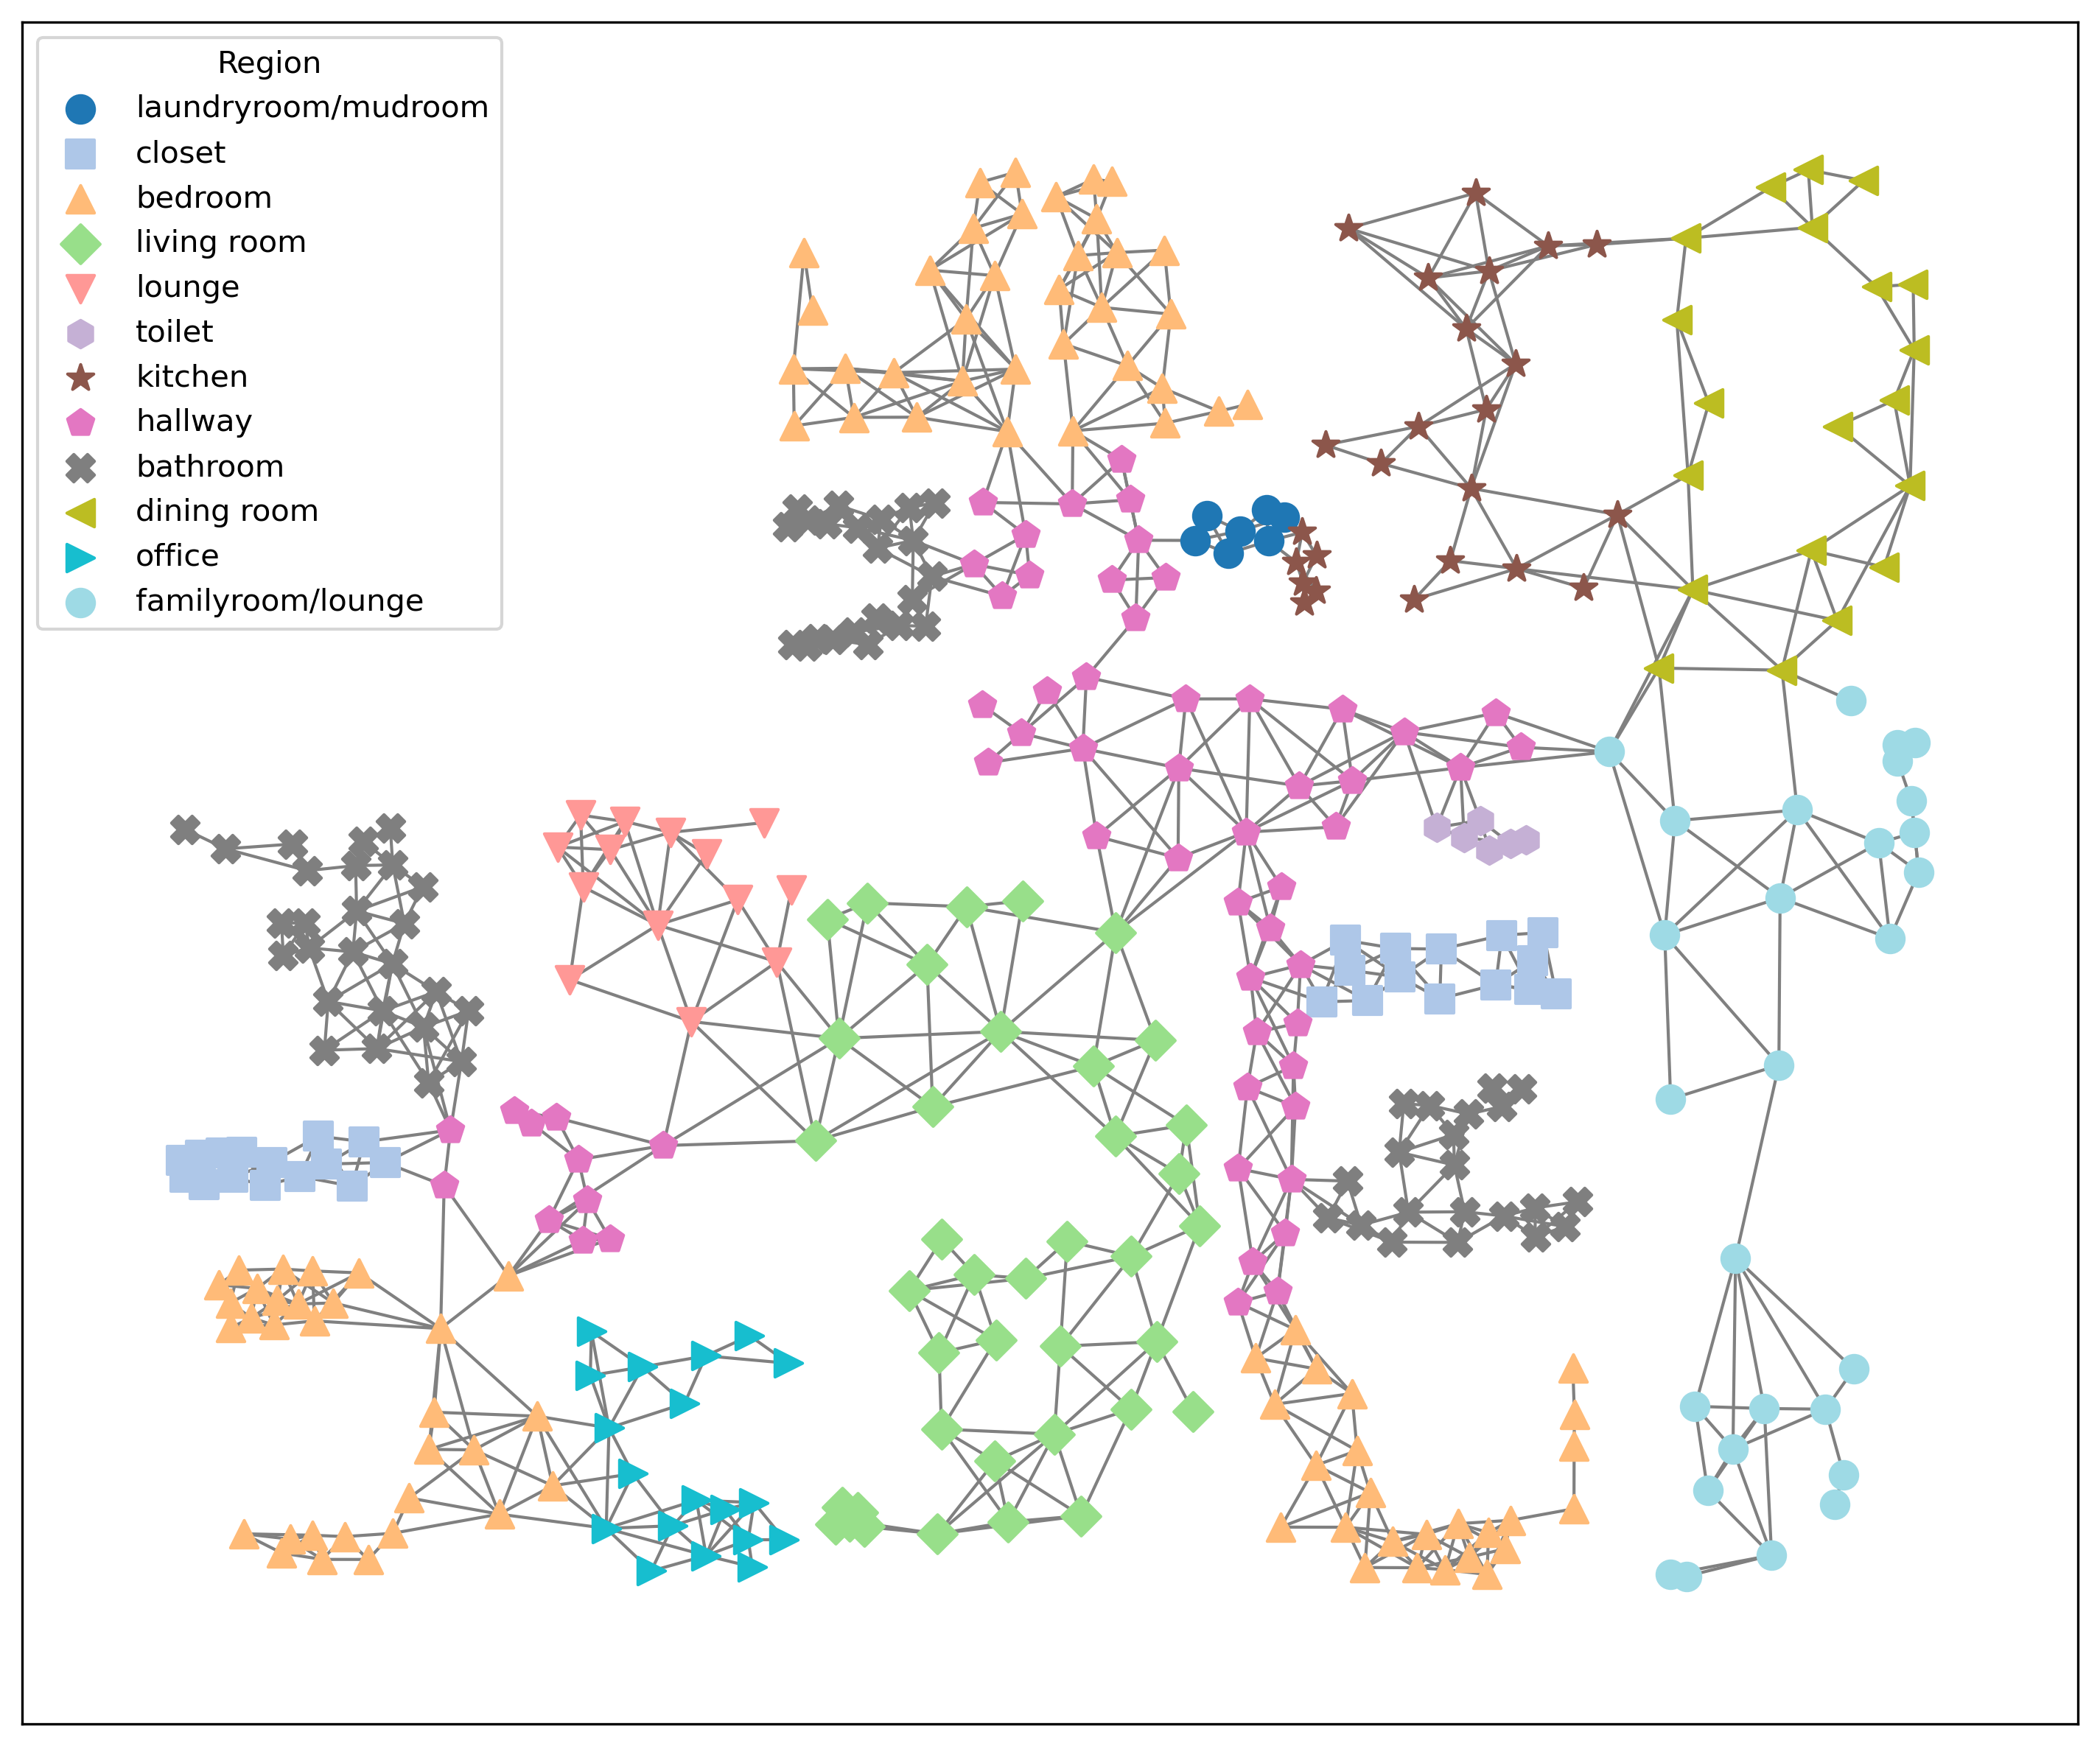 Region
laundryroom/mudroom
closet
bedroom
living room
lounge
toilet
kitchen
hallway
bathroom
dining room
office
familyroom/lounge